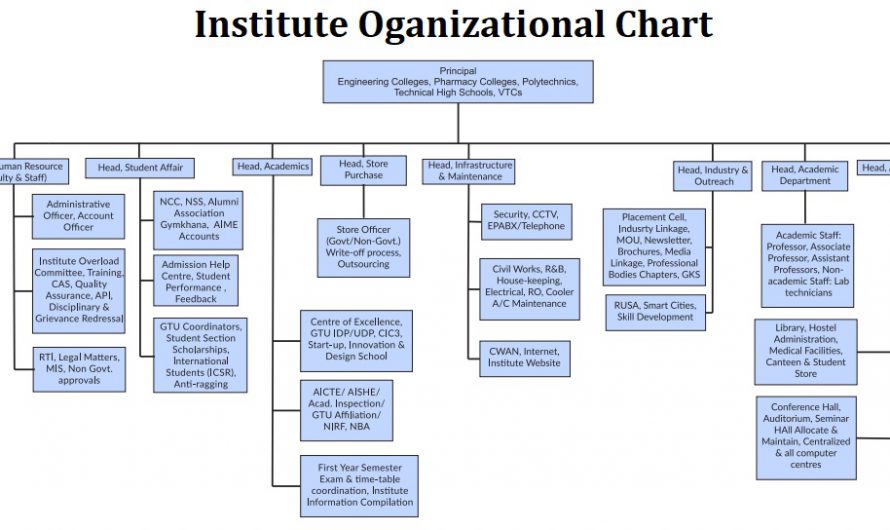 Institute Oganizational Chart
Principal
Engineering Colleges, Pharmacy Colleges, Polytechnics,
Technical High Schools, VTCs
Resource
& Staff)
Head, Student Affair
Head, Academics
Head, Store
Purchase
Head, Infrastructure
& Maintenance
Head, Industry &
Outreach
Head, Academic
Department
Head,
Administrative
Officer, Account
Officer
Institute Overload
Committee, Training,
CAS, Quality
Assurance, API,
Disciplinary &
Grievance Redressal
RTI, Legal Matters,
MIS, Non Govt.
approvals
NCC, NSS, Alumni
Association
Gymkhana, AIME
Accounts
Admission Help
Centre, Student
Performance ,
Feedback
GTU Coordinators,
Student Section
Scholarships,
International
Students (ICSR),
Anti-ragging
Centre of Excellence,
GTU IDP/UDP, CIC3,
Start-up, Innovation &
Design School
AICTE/ AISHE/
Acad. Inspection/
GTU Affiliation/
NIRF, NBA
First Year Semester
Exam & time-table
coordination, Institute
Information Compilation
Store Officer
(Govt/Non-Govt.)
Write-off process,
Outsourcing
Security, CCTV,
EPABX/Telephone
Civil Works, R&B,
House-keeping,
Electrical, RO, Cooler
A/C Maintenance
CWAN, Internet,
Institute Website
Placement Cell,
Indusrty Linkage,
MOU, Newsletter,
Brochures, Media
Linkage, Professional
Bodies Chapters, GKS
RUSA, Smart Cities,
Skill Development
Academic Staff:
Professor, Associate
Professor, Assistant
Professors, Non-
academic Staff: Lab
technicians
Library, Hostel
Administration,
Medical Facilities,
Canteen & Student
Store
Conference Hall,
Auditorium, Seminar
HAll Allocate &
Maintain, Centralized
& all computer
centres